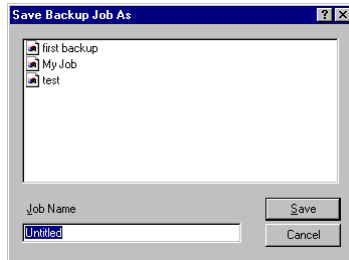 Save Backup Job As
first backup
My Job
test
Job Name
Save
Untitled
Cancel